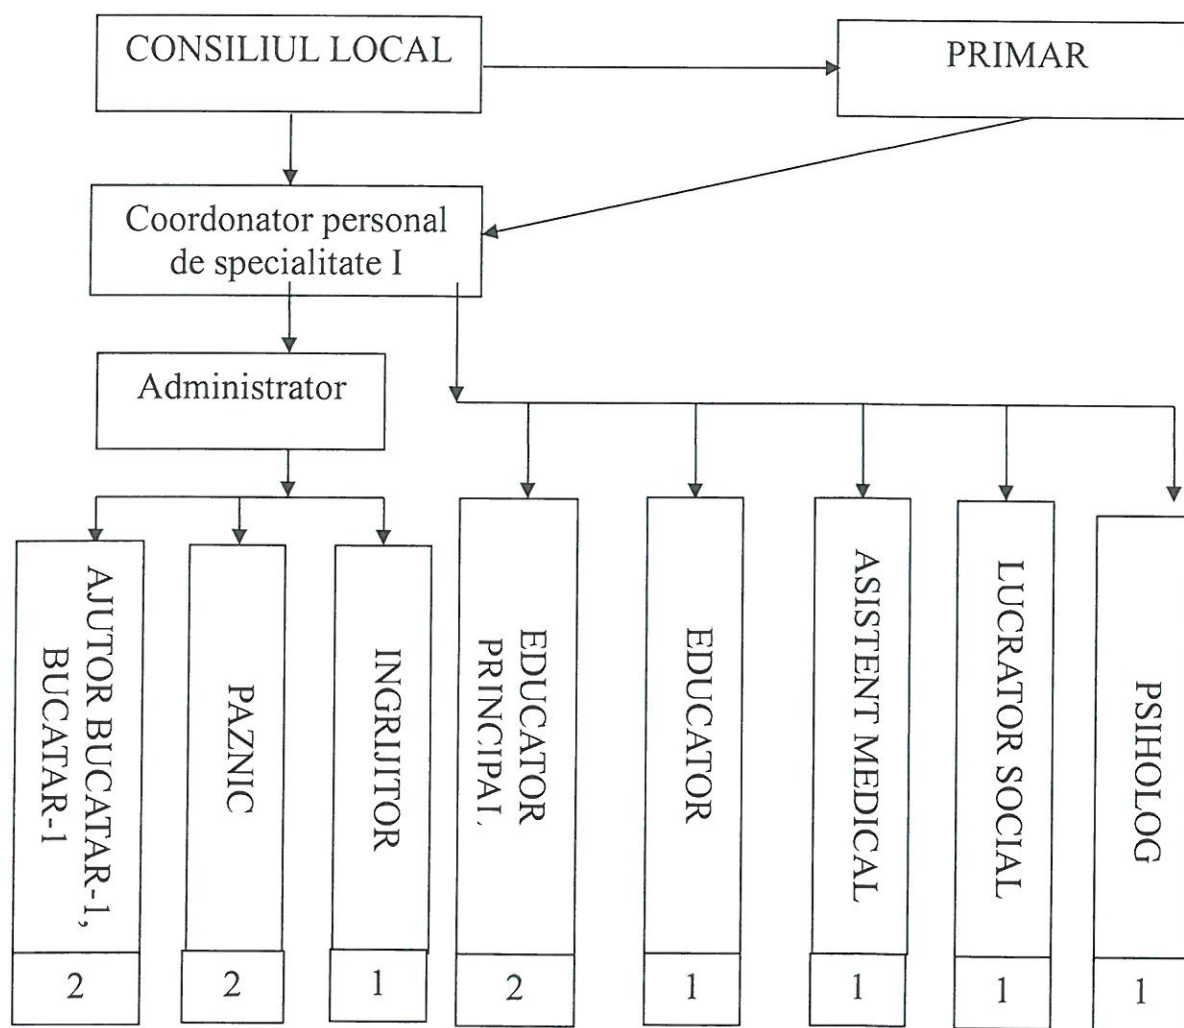 CONSILIUL LOCAL
PRIMAR
Coordonator personal
de specialitate I
Administrator
AJUTOR BUCATAR-1,
BUCATAR-1
PAZNIC
INGRIJITOR
EDUCATOR
PRINCIPAL
EDUCATOR
ASISTENT MEDICAL
LUCRATOR SOCIAL
PSIHOLOG
2
2
1
2
1
1
1
1